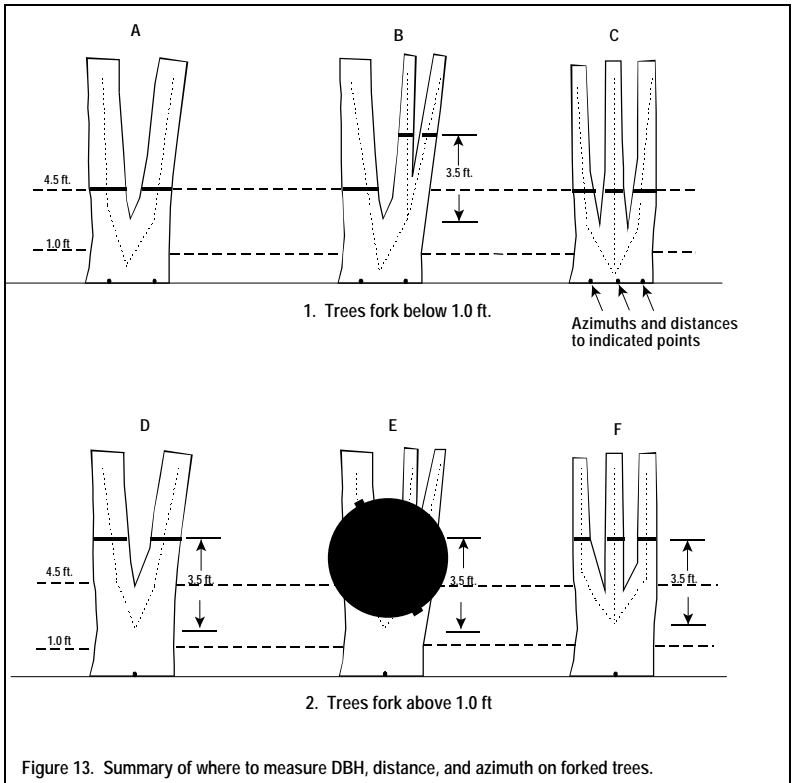 A
B
C
4.5 ft.
3.5 ft.
1.0 ft
1. Trees fork below 1.0 ft.
Azimuths and distances
to indicated points
D
E
F
4.5 ft.
3.5 ft.
3.5 ft.
3.5 ft.
1.0 ft
2. Trees fork above 1.0 ft
Figure 13. Summary of where to measure DBH, distance, and azimuth on forked trees.